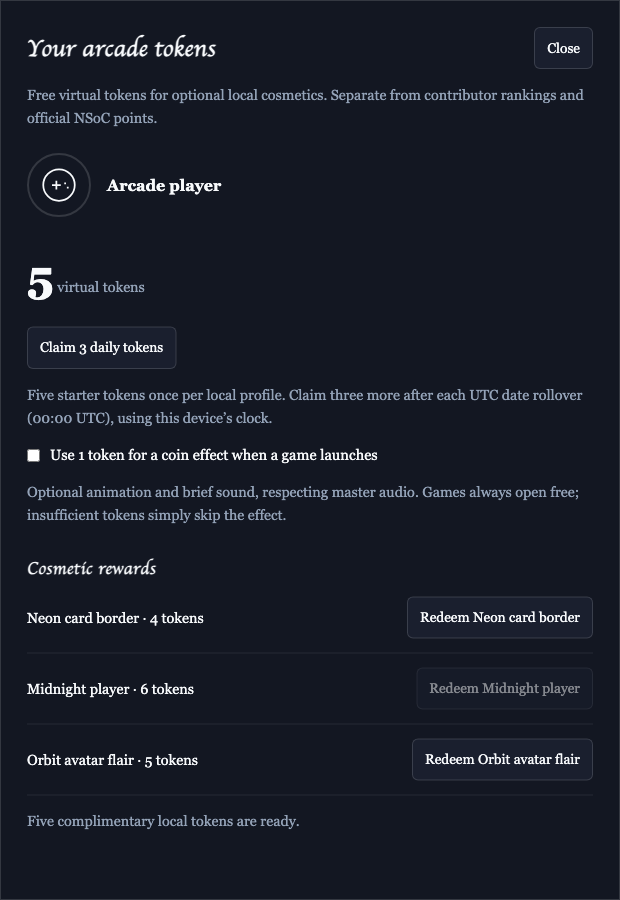 Your arcade tokens
Close
Free virtual tokens for optional local cosmetics. Separate from contributor rankings and
official NSoC points.
Arcade player
5 virtual tokens
Claim 3 daily tokens
Five starter tokens once per local profile. Claim three more after each UTC date rollover
(00:00 UTC), using this device’s clock.
Use 1 token for a coin effect when a game launches
Optional animation and brief sound, respecting master audio. Games always open free;
insufficient tokens simply skip the effect.
Cosmetic rewards
Neon card border · 4 tokens
Redeem Neon card border
Midnight player · 6 tokens
Redeem Midnight player
Orbit avatar flair · 5 tokens
Redeem Orbit avatar flair
Five complimentary local tokens are ready.